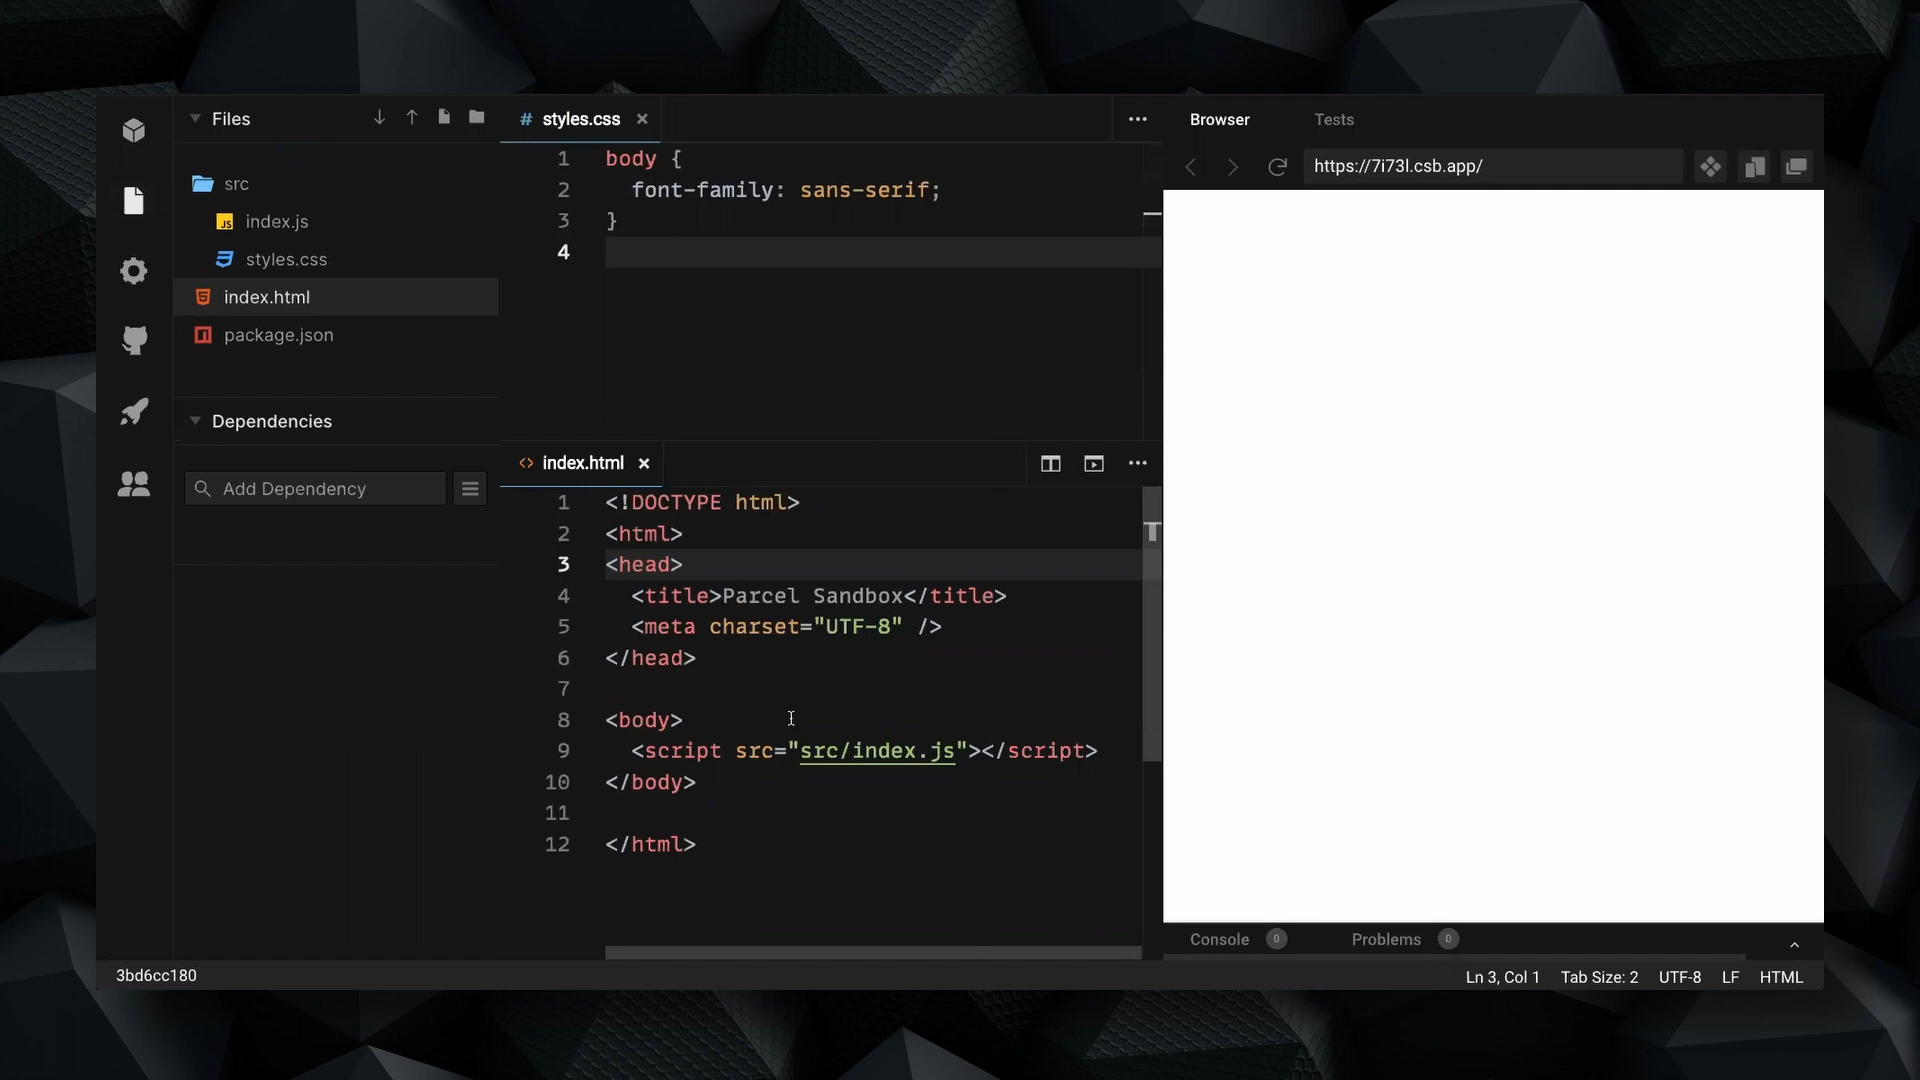 Files
src
index.js
styles.css
index.html
package.json
Dependencies
Add Dependency
# styles.css
1 body {
2   font-family: sans-serif;
3 }
4
<> index.html
1 <!DOCTYPE html>
2 <html>
3 <head>
4   <title>Parcel Sandbox</title>
5   <meta charset="UTF-8" />
6 </head>
7
8 <body>
9   <script src="src/index.js"></script>
10 </body>
11
12 </html>
Browser Tests
https://7i73l.csb.app/
Console 0 Problems 0
3bd6cc180
Ln 3, Col 1 Tab Size: 2 UTF-8 LF HTML